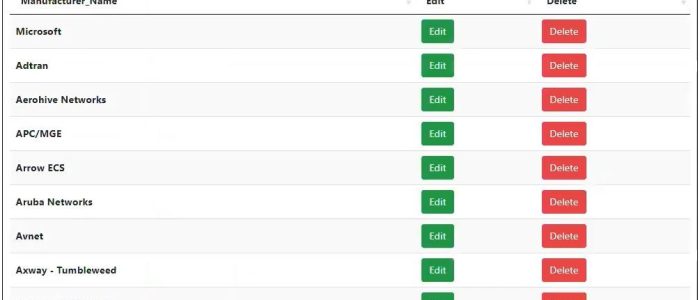 Manufacturer_Name Edit Delete
Microsoft Edit Delete
Adtran Edit Delete
Aerohive Networks Edit Delete
APC/MGE Edit Delete
Arrow ECS Edit Delete
Aruba Networks Edit Delete
Avnet Edit Delete
Axway - Tumbleweed Edit Delete